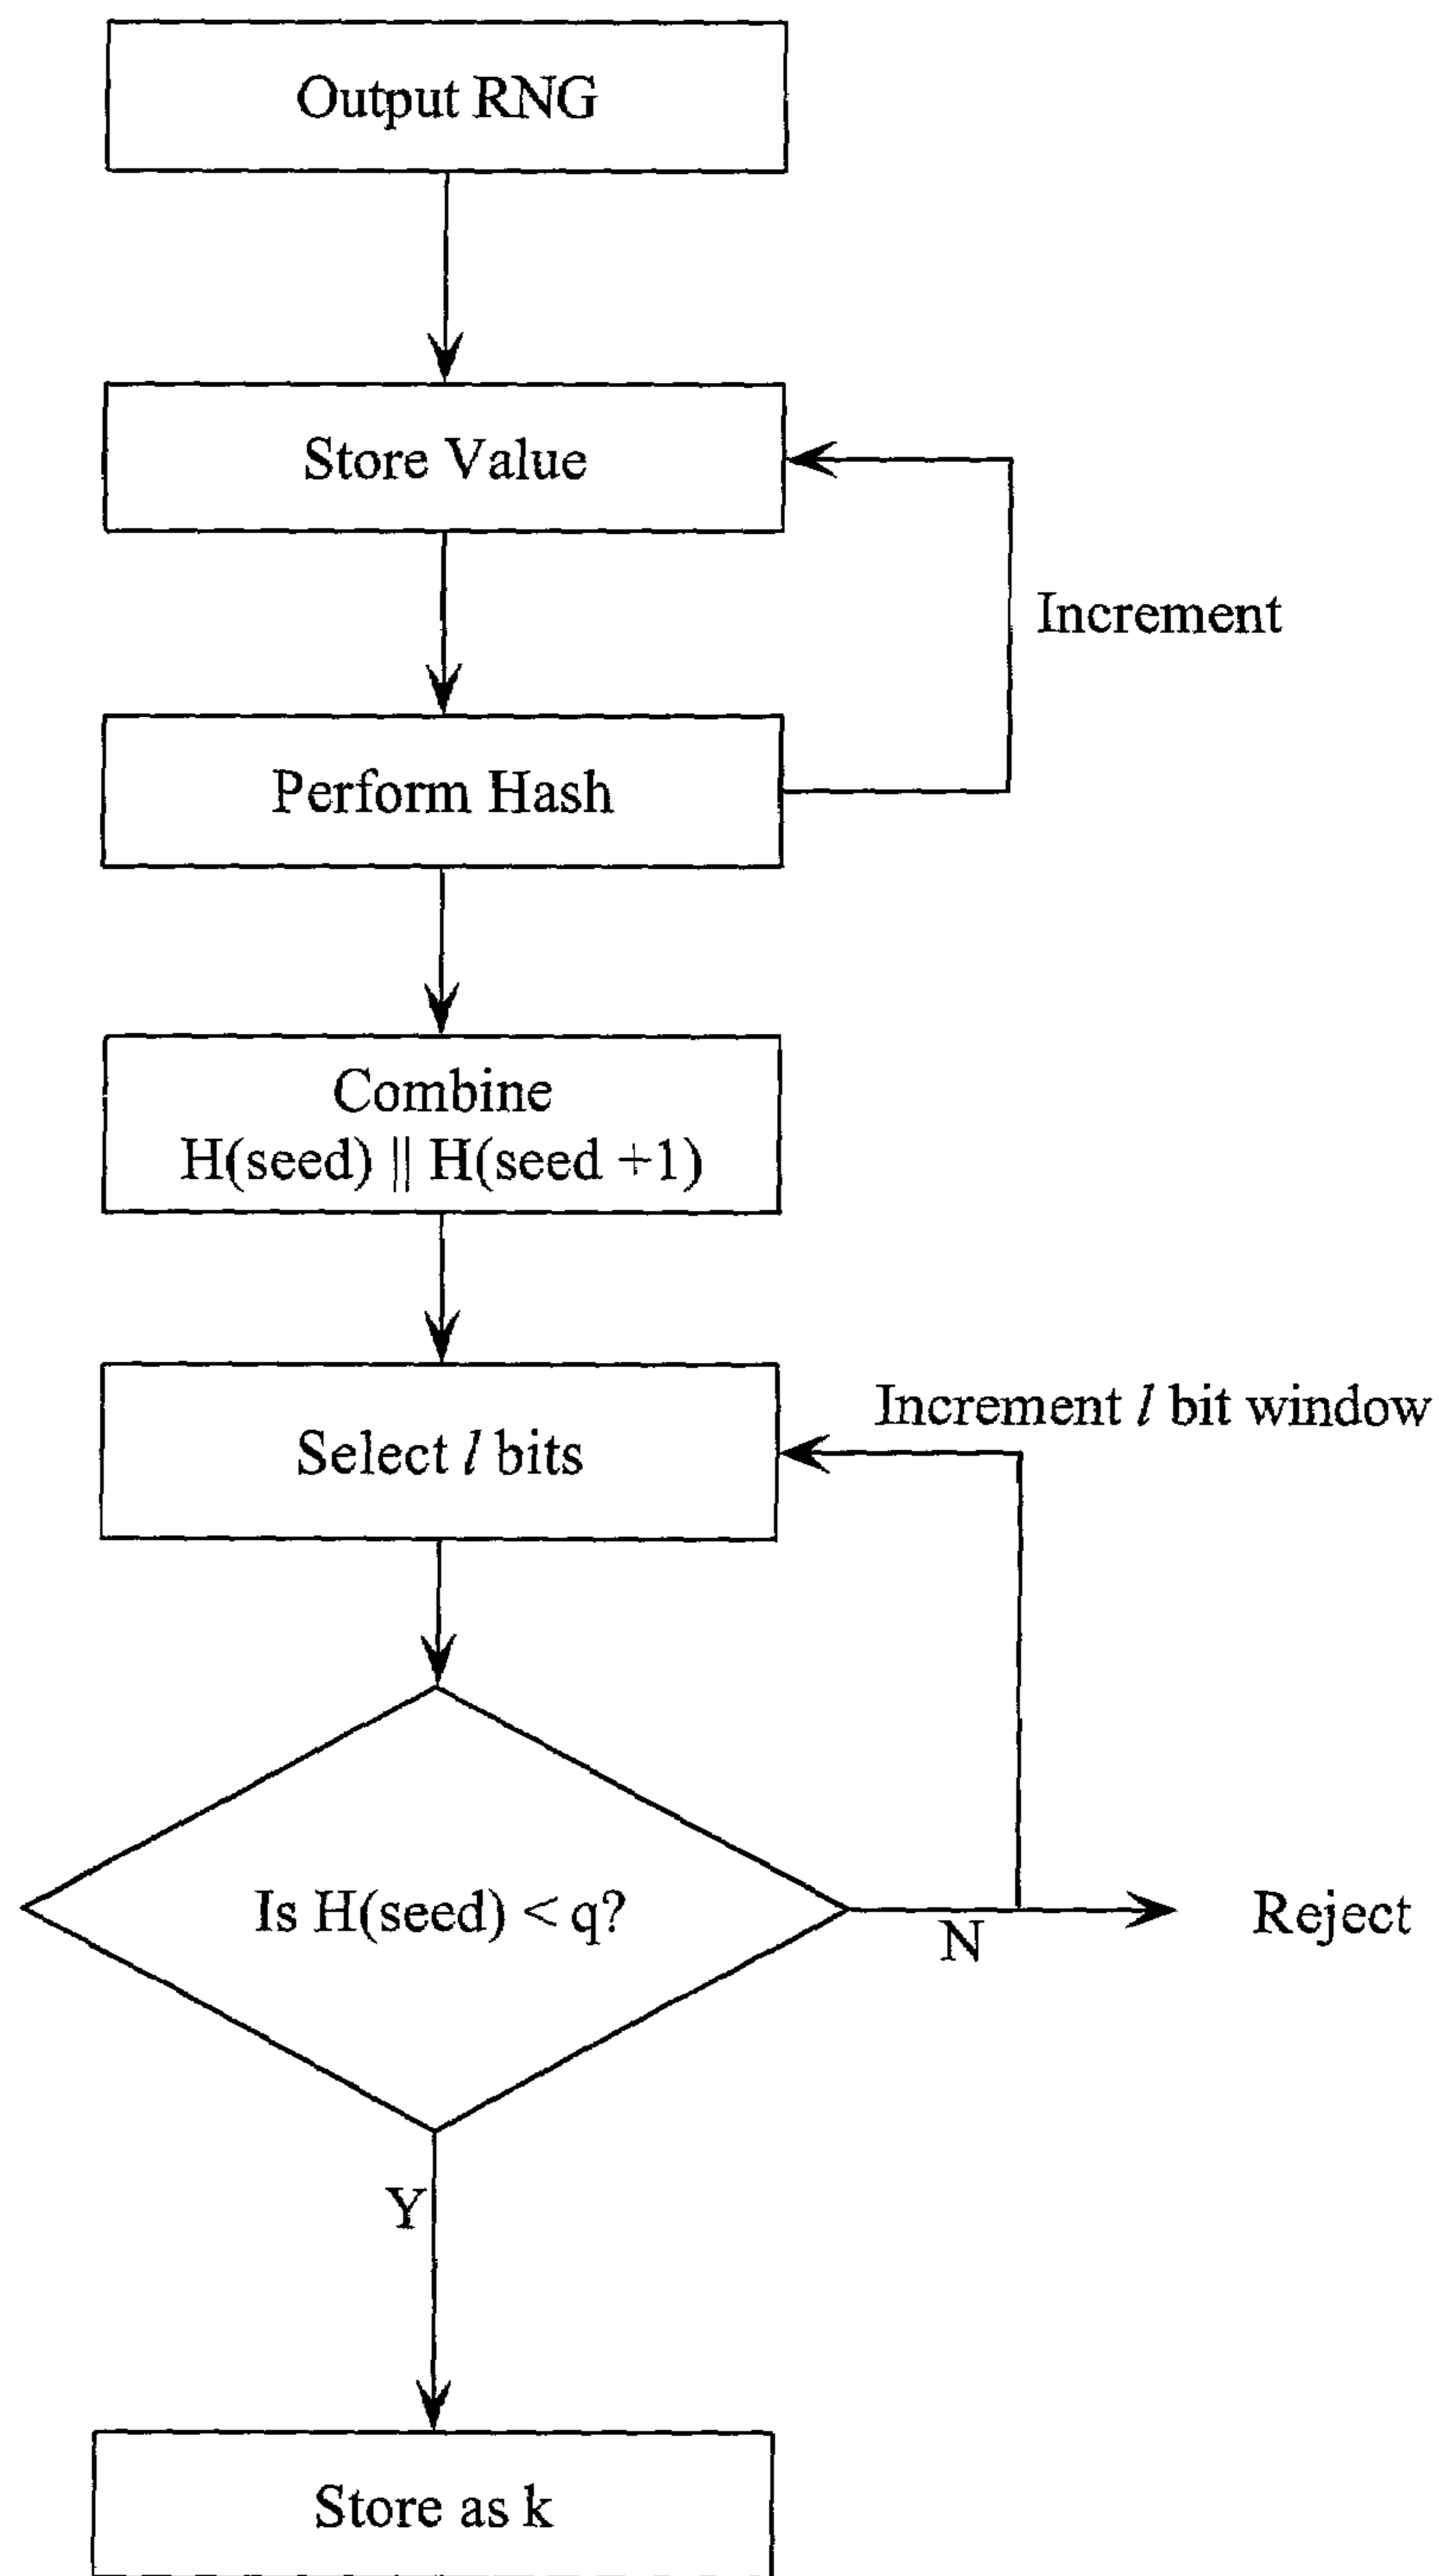 Output RNG
Store Value
Increment
Perform Hash
Combine
H(seed) || H(seed +1)
Increment l bit window
Select l bits
Is H(seed) < q?
N
Reject
Y
Store as k